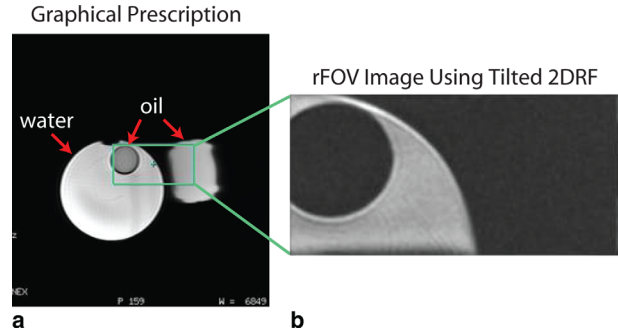 Graphical Prescription
rFOV Image Using Tilted 2DRF
water
oil
z
NEX
P 159
W = 6849
a
b